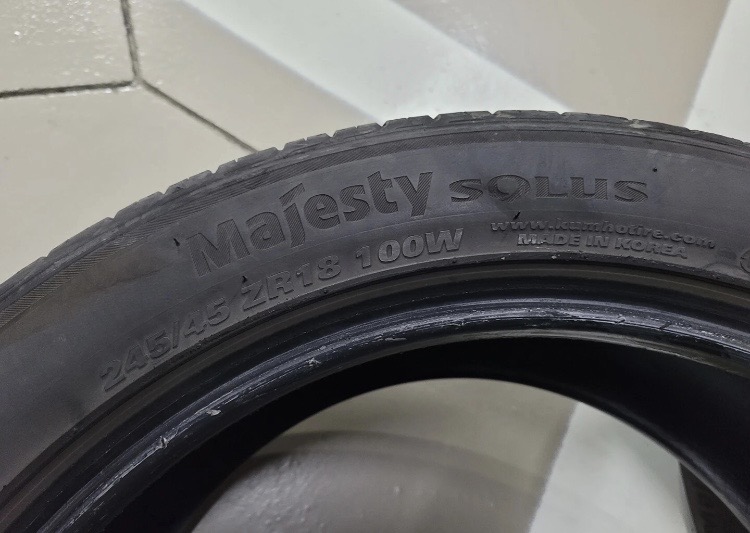 Majesty SOLUS
245/45 ZR18 100W
www.kumhotire.com
MADE IN KOREA